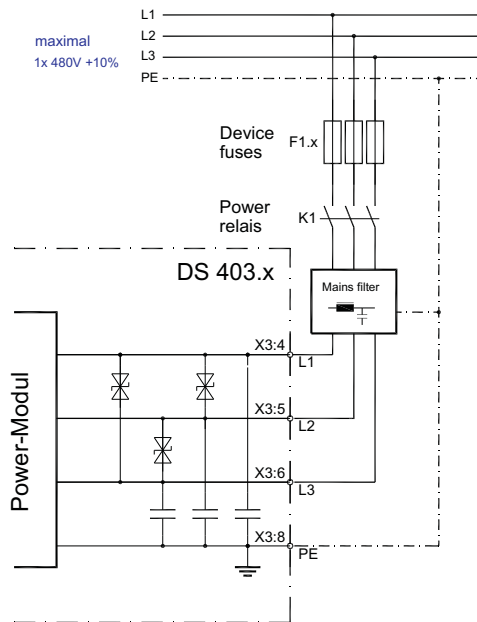 L1
L2
maximal
L3
1x 480V +10%
PE
Device
fuses
F1.x
Power
relais
K1
DS 403.x
Mains filter
X3:4
L1
X3:5
L2
Power-Modul
X3:6
L3
X3:8
PE